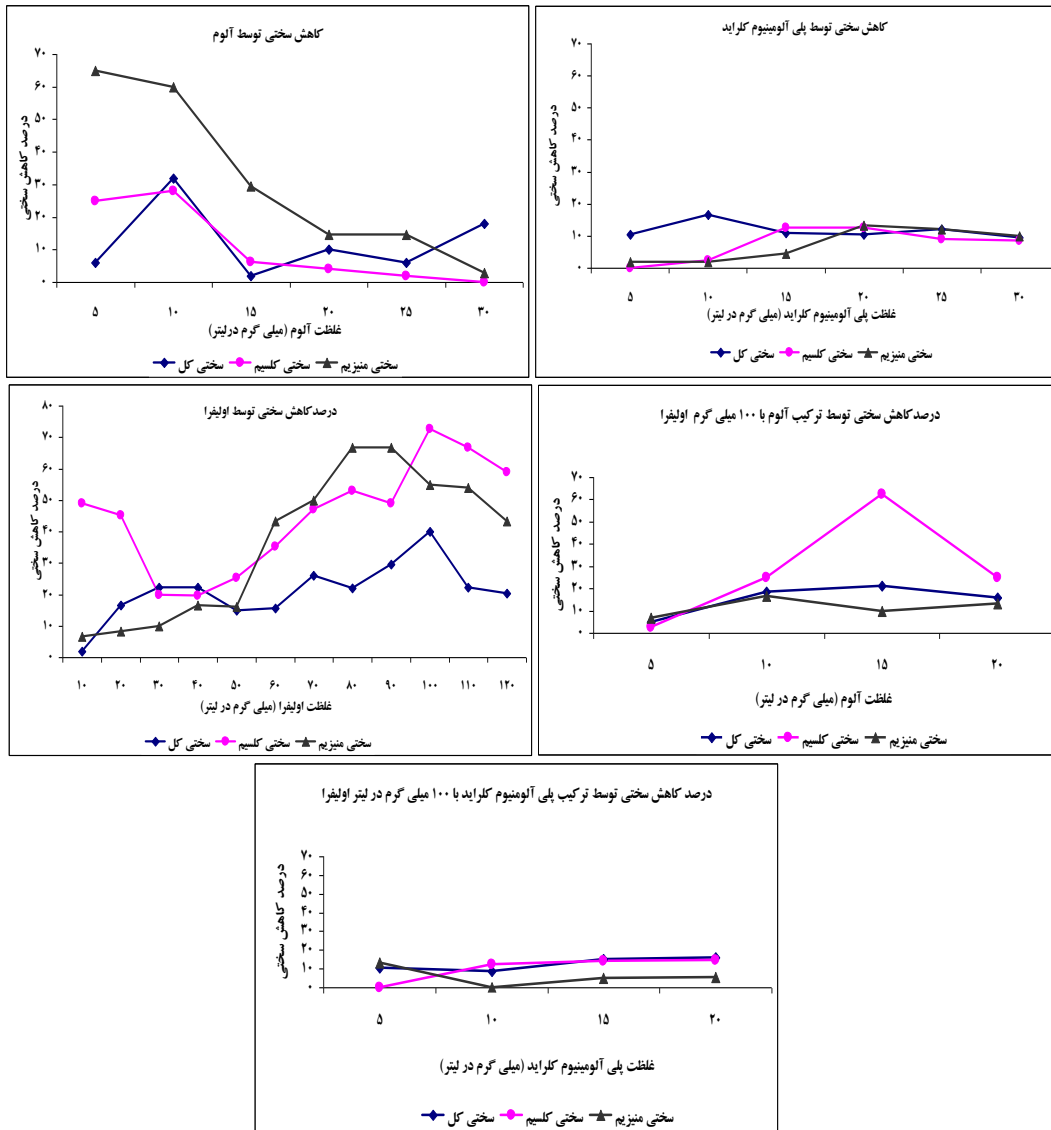 کاهش سختی توسط آلوم
درصد کاهش سختی
۷۰
۶۰
۵۰
۴۰
۳۰
۲۰
۱۰
۰
۵ ۱۰ ۱۵ ۲۰ ۲۵ ۳۰
غلظت آلوم (میلی گرم درلیتر)
سختی کل سختی کلسیم سختی منیزیم
کاهش سختی توسط پلی آلومینیوم کلراید
درصد کاهش سختی
۷۰
۶۰
۵۰
۴۰
۳۰
۲۰
۱۰
۰
۵ ۱۰ ۱۵ ۲۰ ۲۵ ۳۰
غلظت پلی آلومینیوم کلراید (میلی گرم در لیتر)
سختی کل سختی کلسیم سختی منیزیم
درصدکاهش سختی توسط اولیفرا
درصد کاهش سختی
۸۰
۷۰
۶۰
۵۰
۴۰
۳۰
۲۰
۱۰
۰
۱۰ ۲۰ ۳۰ ۴۰ ۵۰ ۶۰ ۷۰ ۸۰ ۹۰ ۱۰۰ ۱۱۰ ۱۲۰
غلظت اولیفرا (میلی گرم در لیتر)
سختی کل سختی کلسیم سختی منیزیم
درصدکاهش سختی توسط ترکیب آلوم با ۱۰۰ میلی گرم اولیفرا
درصد کاهش سختی
۷۰
۶۰
۵۰
۴۰
۳۰
۲۰
۱۰
۰
۵ ۱۰ ۱۵ ۲۰
غلظت آلوم (میلی گرم در لیتر)
سختی کل سختی کلسیم سختی منیزیم
درصد کاهش سختی توسط ترکیب پلی آلومنیوم کلراید با ۱۰۰ میلی گرم در لیتر اولیفرا
درصد کاهش سختی
۷۰
۶۰
۵۰
۴۰
۳۰
۲۰
۱۰
۰
۵ ۱۰ ۱۵ ۲۰
غلظت پلی آلومینیوم کلراید (میلی گرم در لیتر)
سختی کل سختی کلسیم سختی منیزیم